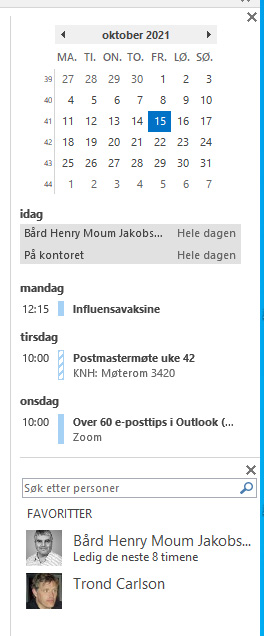 oktober 2021
MA. TI. ON. TO. FR. LØ. SØ.
39 27 28 29 30 1 2 3
40 4 5 6 7 8 9 10
41 11 12 13 14 15 16 17
42 18 19 20 21 22 23 24
43 25 26 27 28 29 30 31
44 1 2 3 4 5 6 7
idag
Bård Henry Moum Jakobs... Hele dagen
På kontoret Hele dagen
mandag
12:15 Influensavaksine
tirsdag
10:00 Postmastermøte uke 42
KNH: Møterom 3420
onsdag
10:00 Over 60 e-posttips i Outlook (...
Zoom
Søk etter personer
FAVORITTER
Bård Henry Moum Jakobs...
Ledig de neste 8 timene
Trond Carlson